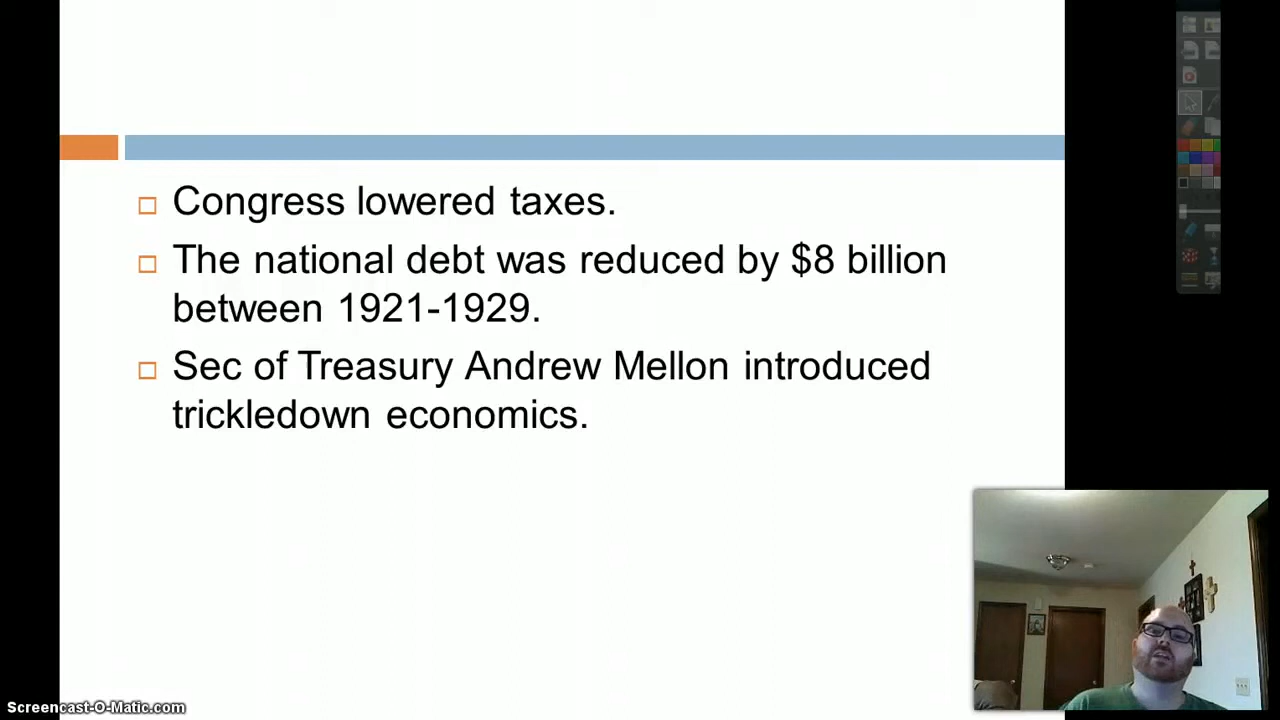 Congress lowered taxes.
The national debt was reduced by $8 billion
between 1921-1929.
Sec of Treasury Andrew Mellon introduced
trickledown economics.
Screencast-O-Matic.com